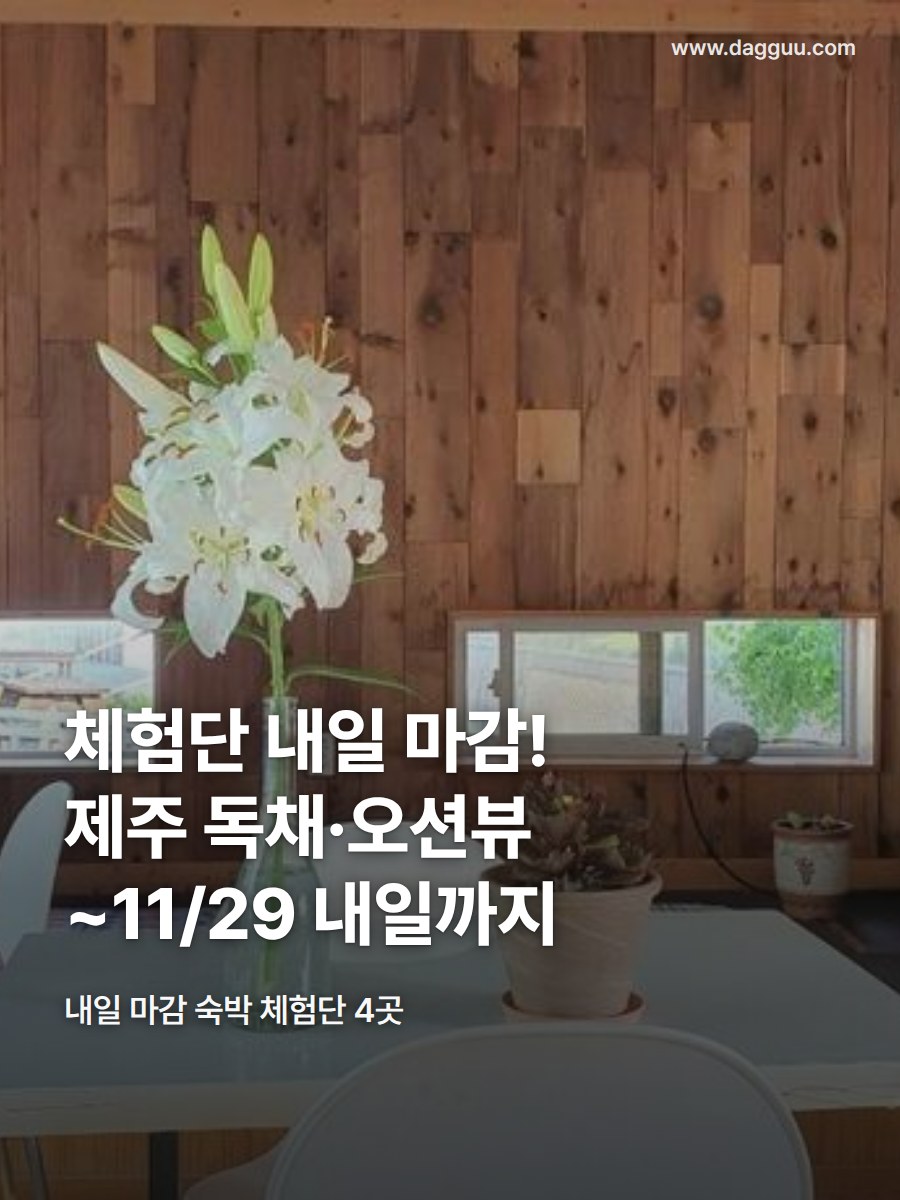 www.dagguu.com
체험단 내일 마감!
제주 독채·오션뷰
~11/29 내일까지
내일 마감 숙박 체험단 4곳